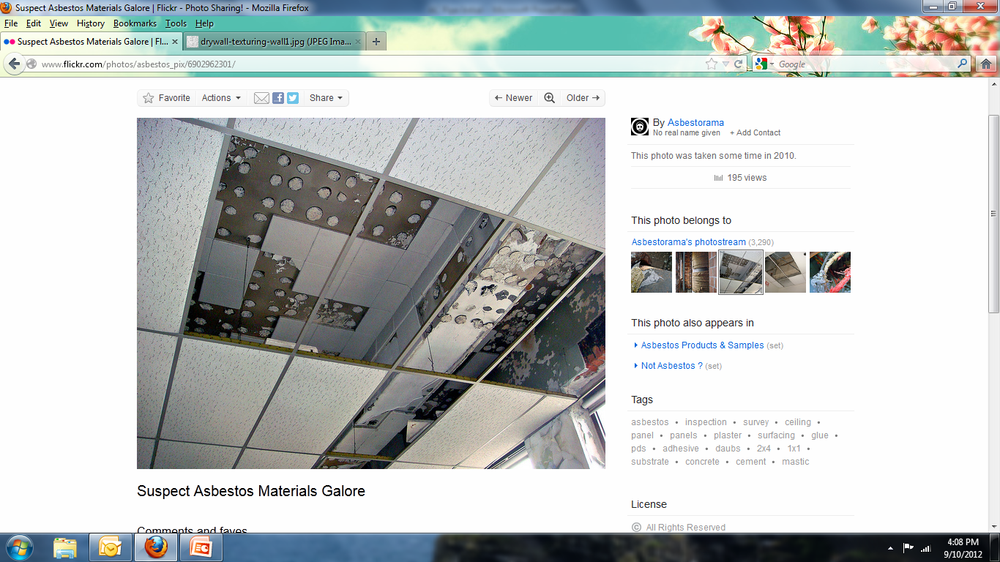 Suspect Asbestos Materials Galore | Flickr - Photo Sharing! - Mozilla Firefox
File Edit View History Bookmarks Tools Help
Suspect Asbestos Materials Galore | Fl... × drywall-texturing-wall1.jpg (JPEG Ima... × +
www.flickr.com/photos/asbestos_pix/6902962301/ Google
Favorite Actions Share Newer Older
By Asbestorama
No real name given + Add Contact
This photo was taken some time in 2010.
195 views
This photo belongs to
Asbestorama's photostream (3,290)
This photo also appears in
Asbestos Products & Samples (set)
Not Asbestos ? (set)
Tags
asbestos • inspection • survey • ceiling •
panel • panels • plaster • surfacing • glue •
pds • adhesive • daubs • 2x4 • 1x1 •
substrate • concrete • cement • mastic
Suspect Asbestos Materials Galore
License
© All Rights Reserved
Comments and faves
4:08 PM
9/10/2012